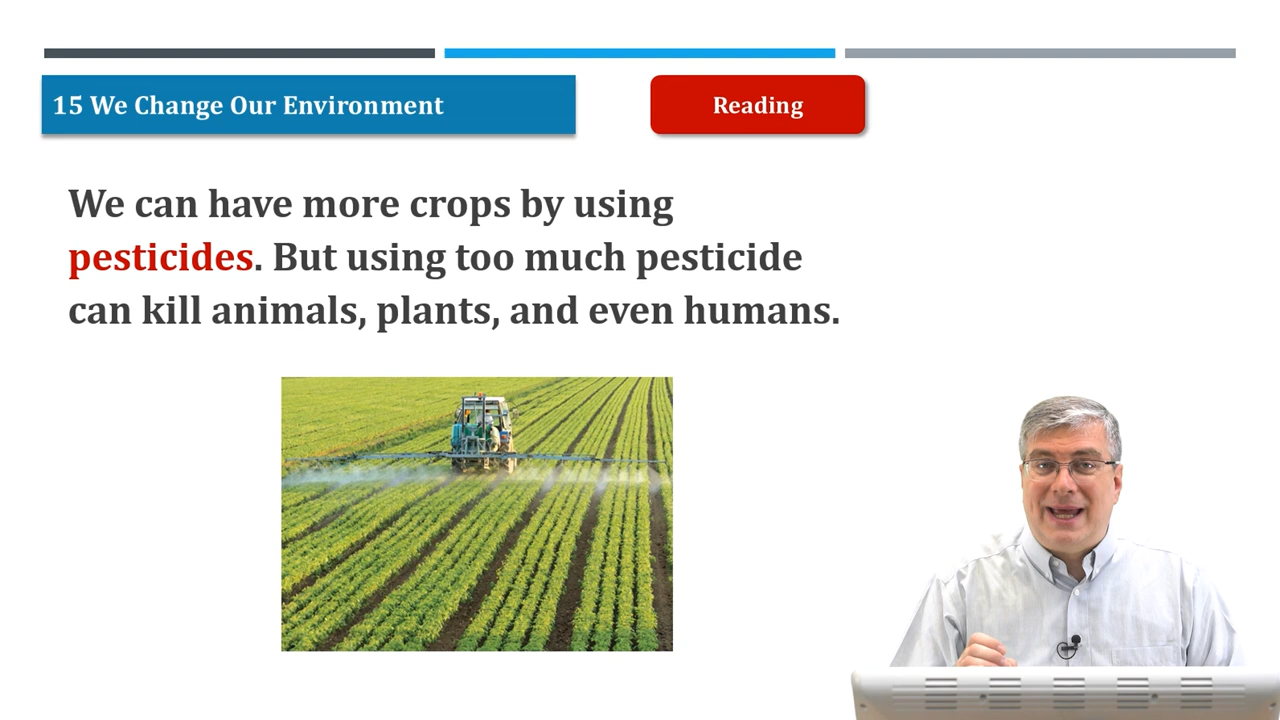 15 We Change Our Environment
Reading
We can have more crops by using
pesticides. But using too much pesticide
can kill animals, plants, and even humans.